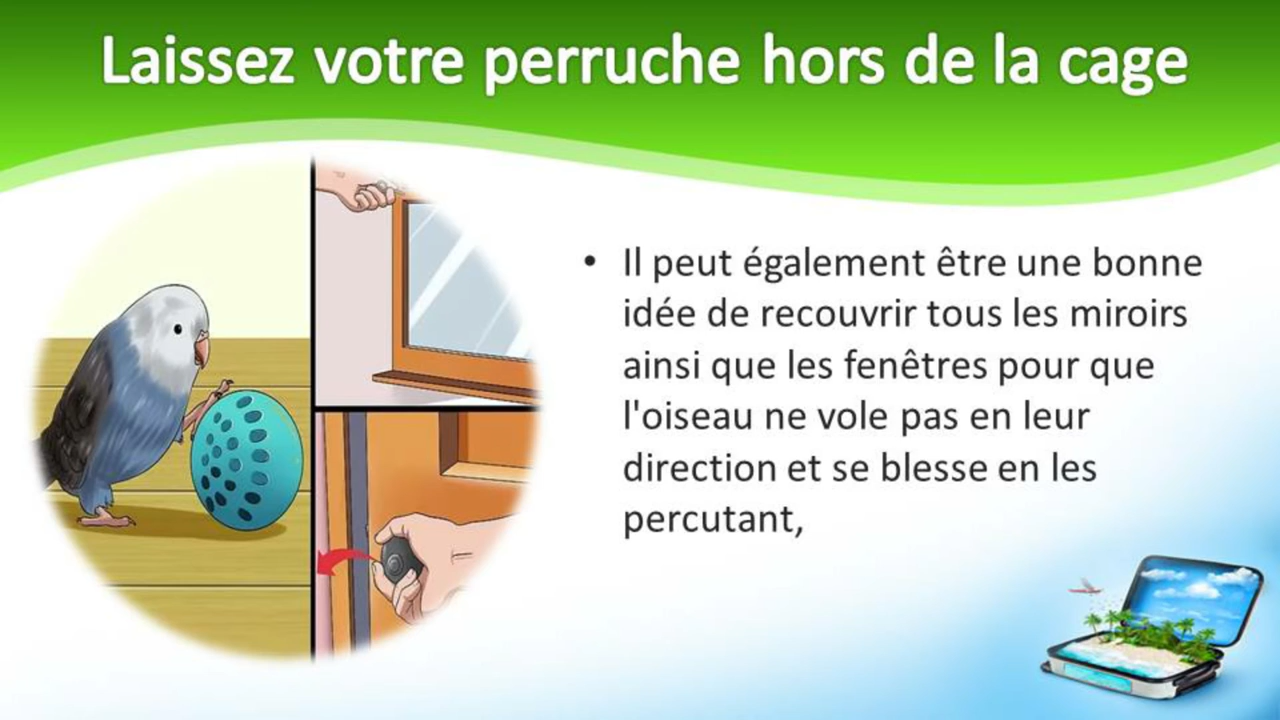 Laissez votre perruche hors de la cage
• Il peut également être une bonne
idée de recouvrir tous les miroirs
ainsi que les fenêtres pour que
l'oiseau ne vole pas en leur
direction et se blesse en les
percutant,